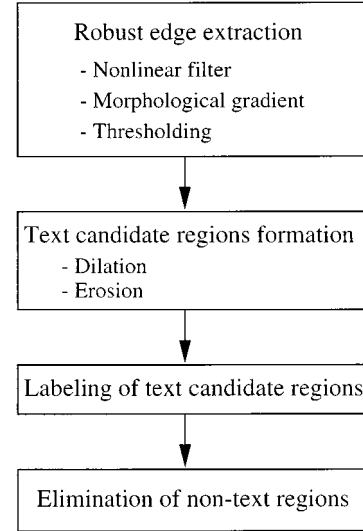 Robust edge extraction
- Nonlinear filter
- Morphological gradient
- Thresholding
Text candidate regions formation
- Dilation
- Erosion
Labeling of text candidate regions
Elimination of non-text regions